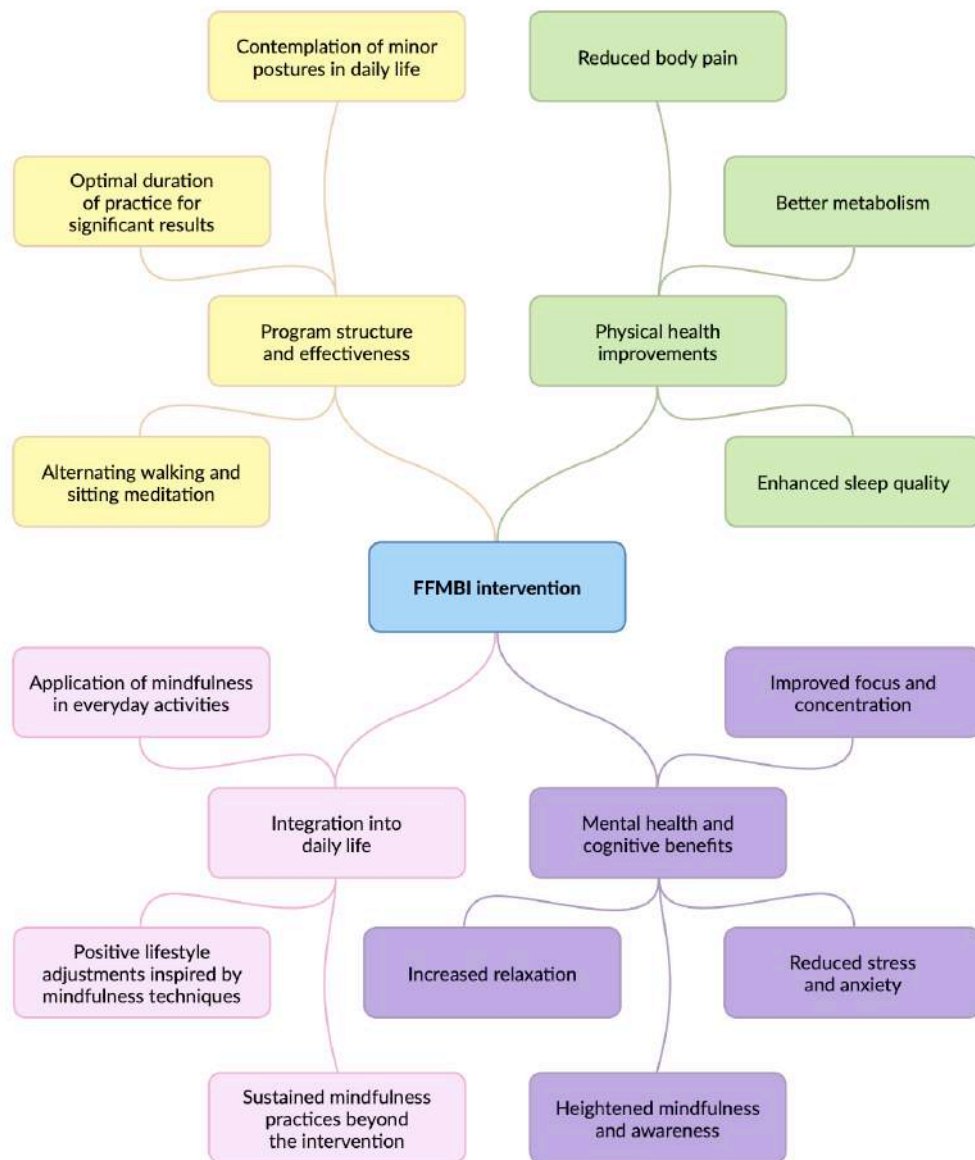 Contemplation of minor
postures in daily life
Reduced body pain
Optimal duration
of practice for
significant results
Better metabolism
Program structure
and effectiveness
Physical health
improvements
Alternating walking and
sitting meditation
Enhanced sleep quality
FFMBI intervention
Application of mindfulness
in everyday activities
Improved focus and
concentration
Integration into
daily life
Mental health and
cognitive benefits
Positive lifestyle
adjustments inspired by
mindfulness techniques
Increased relaxation
Reduced stress
and anxiety
Sustained mindfulness
practices beyond
the intervention
Heightened mindfulness
and awareness